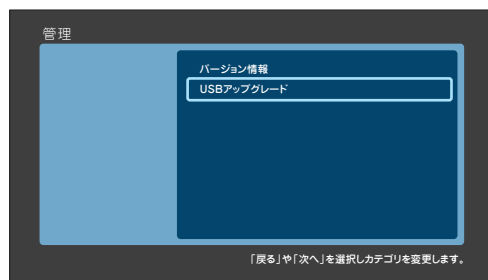 管理
バージョン情報
USBアップグレード
「戻る」や「次へ」を選択しカテゴリを変更します。